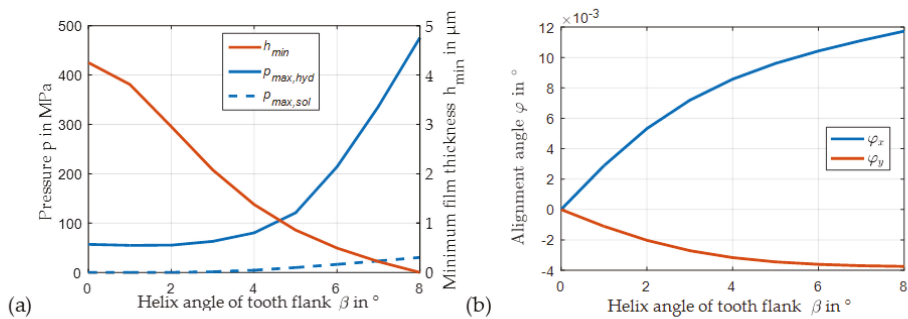 500
400
300
200
100
0
Pressure p in MPa
h_min
p_max,hyd
p_max,sol
5
4
3
2
1
0
Minimum film thickness h_min in μm
0 2 4 6 8
Helix angle of tooth flank β in °
(a)
×10⁻³
12
10
8
6
4
2
0
-2
-4
Alignment angle φ in °
φ_x
φ_y
0 2 4 6 8
Helix angle of tooth flank β in °
(b)